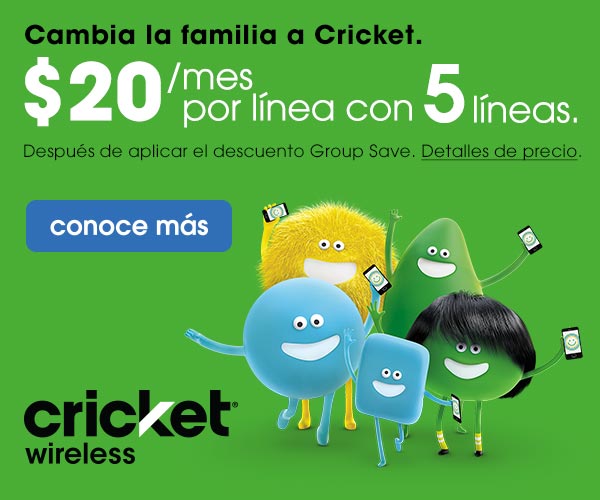 Cambia la familia a Cricket.
$20/mes por línea con 5 líneas.
Después de aplicar el descuento Group Save. Detalles de precio.
conoce más
cricket®
wireless